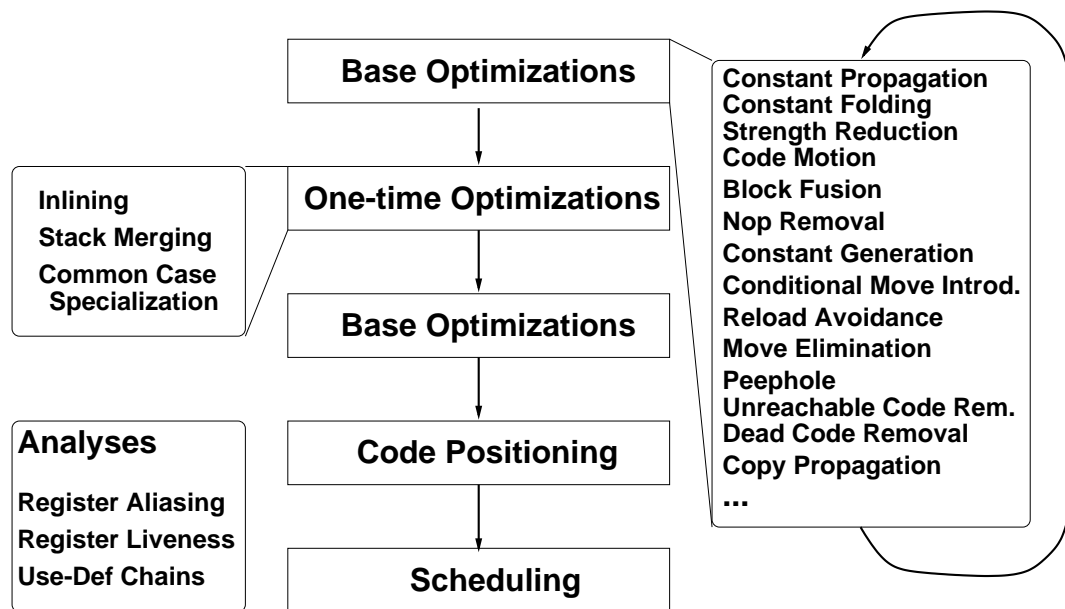 Base Optimizations
One-time Optimizations
Base Optimizations
Code Positioning
Scheduling
Inlining
Stack Merging
Common Case
Specialization
Analyses
Register Aliasing
Register Liveness
Use-Def Chains
Constant Propagation
Constant Folding
Strength Reduction
Code Motion
Block Fusion
Nop Removal
Constant Generation
Conditional Move Introd.
Reload Avoidance
Move Elimination
Peephole
Unreachable Code Rem.
Dead Code Removal
Copy Propagation
...